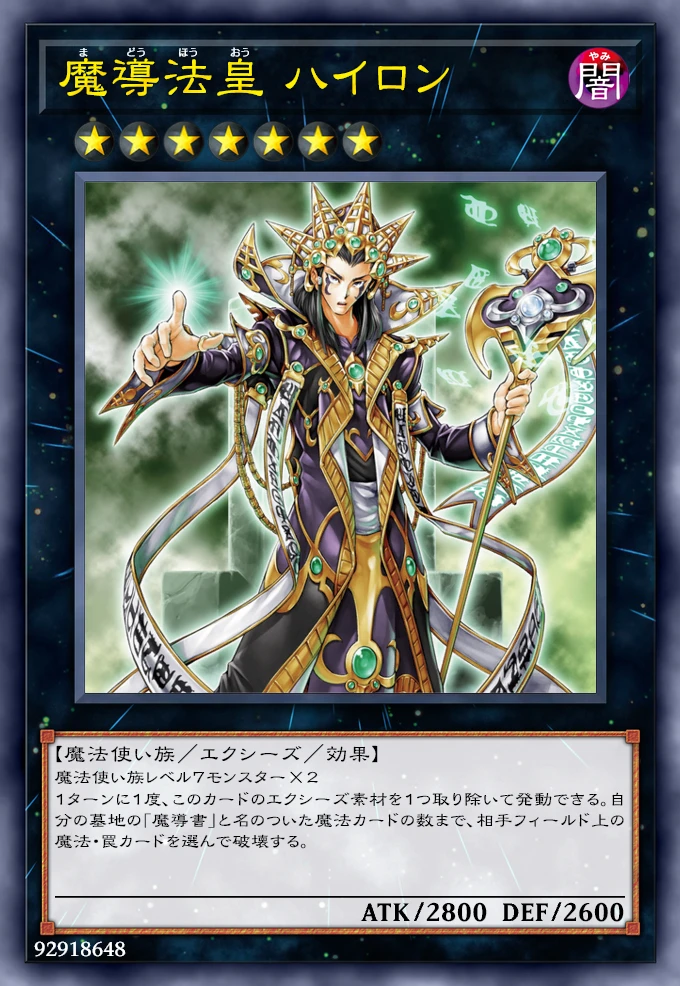 ま どう ほう おう
魔導法皇 ハイロン
やみ
闇
【魔法使い族／エクシーズ／効果】
魔法使い族レベル7モンスター×2
1ターンに1度、このカードのエクシーズ素材を1つ取り除いて発動できる。自
分の墓地の「魔導書」と名のついた魔法カードの数まで、相手フィールド上の
魔法・罠カードを選んで破壊する。
ATK/2800 DEF/2600
92918648